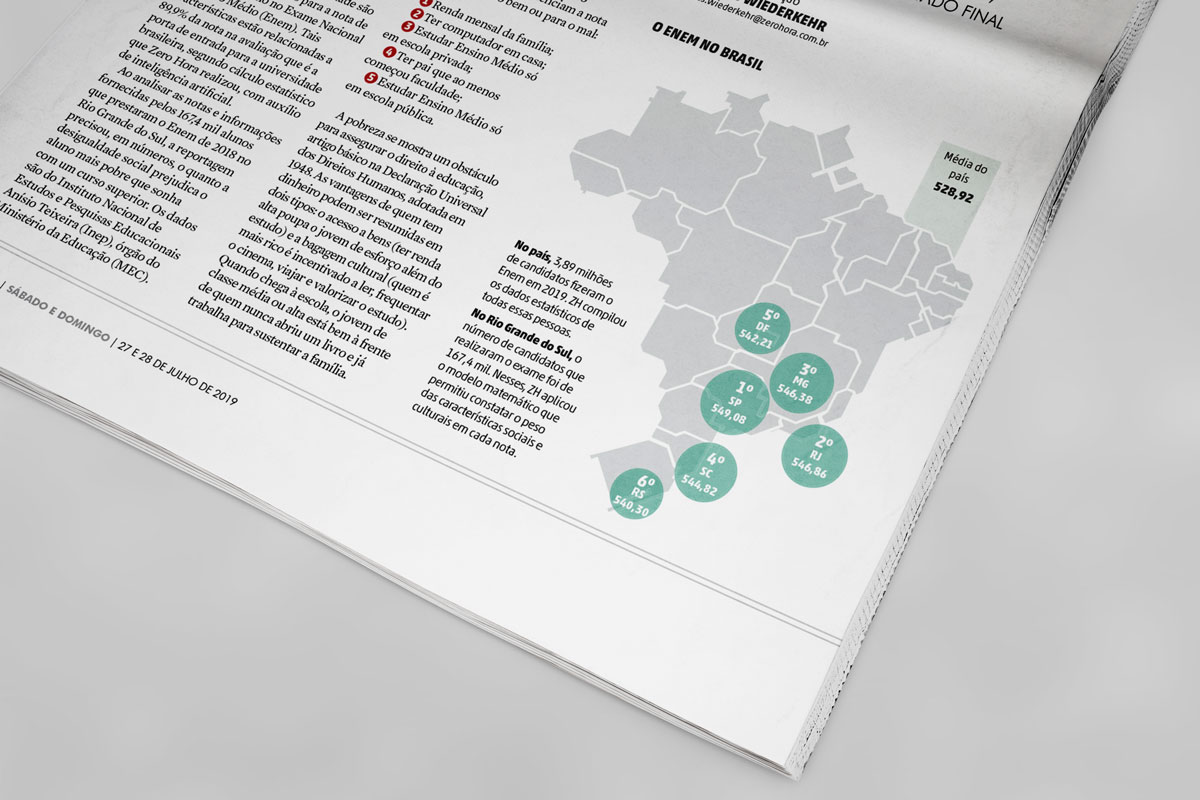 são
para a nota de
no Exame Nacional
Médio (Enem). Tais
estão relacionadas a
89,9% da nota na avaliação que é a
porta de entrada para a universidade
brasileira, segundo cálculo estatístico
que Zero Hora realizou, com auxílio
de inteligência artificial.
Ao analisar as notas e informações
fornecidas pelos 167,4 mil alunos
que prestaram o Enem de 2018 no
Rio Grande do Sul, a reportagem
precisou, em números, o quanto a
desigualdade social prejudica o
aluno mais pobre que sonha
com um curso superior. Os dados
são do Instituto Nacional de
Estudos e Pesquisas Educacionais
Anísio Teixeira (Inep), órgão do
Ministério da Educação (MEC).
a nota
bem ou para o mal:
1 Renda mensal da família;
2 Ter computador em casa;
3 Estudar Ensino Médio só
em escola privada;
4 Ter pai que ao menos
começou faculdade;
5 Estudar Ensino Médio só
em escola pública.
A pobreza se mostra um obstáculo
para assegurar o direito à educação,
artigo básico na Declaração Universal
dos Direitos Humanos, adotada em
1948. As vantagens de quem tem
dinheiro podem ser resumidas em
dois tipos: o acesso a bens (ter renda
alta poupa o jovem de esforço além do
estudo) e a bagagem cultural (quem é
mais rico é incentivado a ler, frequentar
o cinema, viajar e valorizar o estudo).
Quando chega à escola, o jovem de
classe média ou alta está bem à frente
de quem nunca abriu um livro e já
trabalha para sustentar a família.
WIEDERKEHR
s.Wiederkehr@zerohora.com.br
FINAL
O ENEM NO BRASIL
Média do
país
528,92
No país, 3,89 milhões
de candidatos fizeram o
Enem em 2019. ZH compilou
os dados estatísticos de
todas essas pessoas.
No Rio Grande do Sul, o
número de candidatos que
realizaram o exame foi de
167,4 mil. Nesses, ZH aplicou
o modelo matemático que
permitiu constatar o peso
das características sociais e
culturais em cada nota.
5º
DF
542,21
3º
MG
546,38
1º
SP
549,08
2º
RJ
546,86
4º
SC
544,82
6º
RS
540,30
| SÁBADO E DOMINGO | 27 E 28 DE JULHO DE 2019